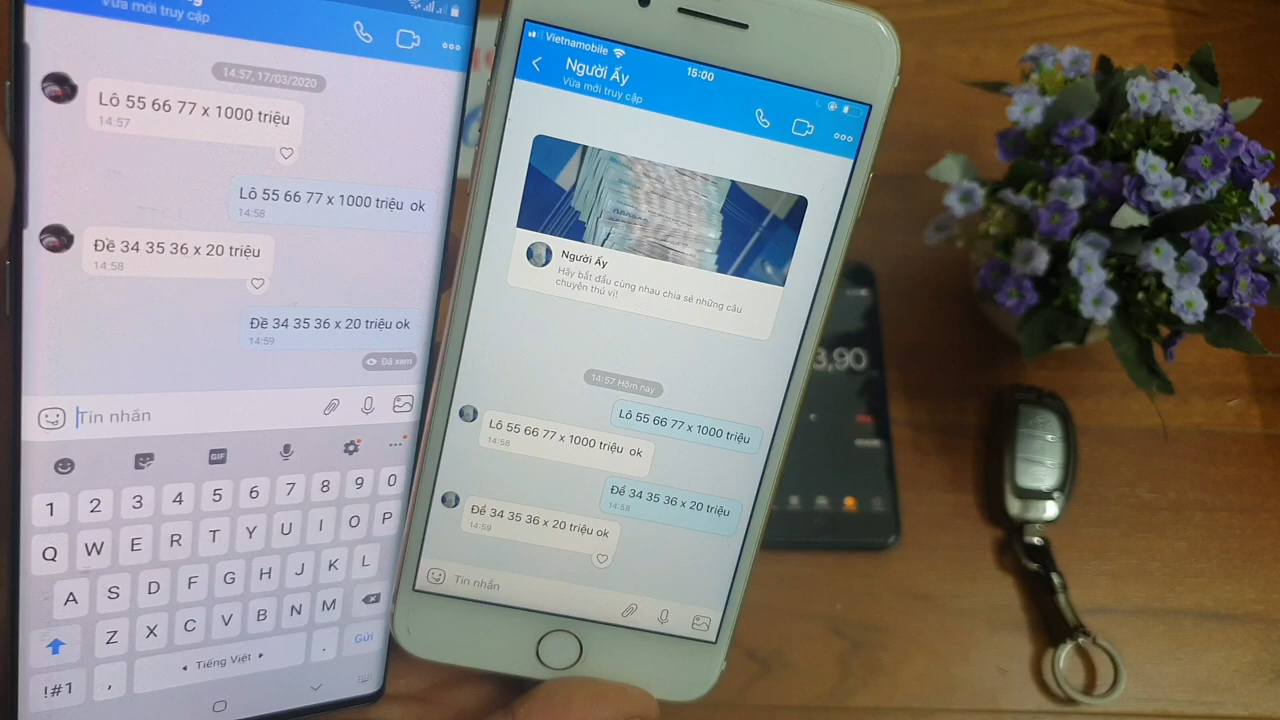 Vừa mới truy cập
14:57, 17/03/2020
Lô 55 66 77 x 1000 triệu
14:57
Lô 55 66 77 x 1000 triệu ok
14:58
Đề 34 35 36 x 20 triệu
14:58
Đề 34 35 36 x 20 triệu ok
14:59
Đã xem
Tin nhắn
GIF
1 2 3 4 5 6 7 8 9 0
Q W E R T Y U I O P
A S D F G H J K L
Z X C V B N M
!#1 , Tiếng Việt . Gửi
Vietnamobile 15:00
Người Ấy
Vừa mới truy cập
Người Ấy
Hãy bắt đầu cùng nhau chia sẻ những câu
chuyện thú vị!
14:57 Hôm nay
Lô 55 66 77 x 1000 triệu
Lô 55 66 77 x 1000 triệu ok
14:58
Đề 34 35 36 x 20 triệu
14:58
Đề 34 35 36 x 20 triệu ok
14:59
Tin nhắn
3,90